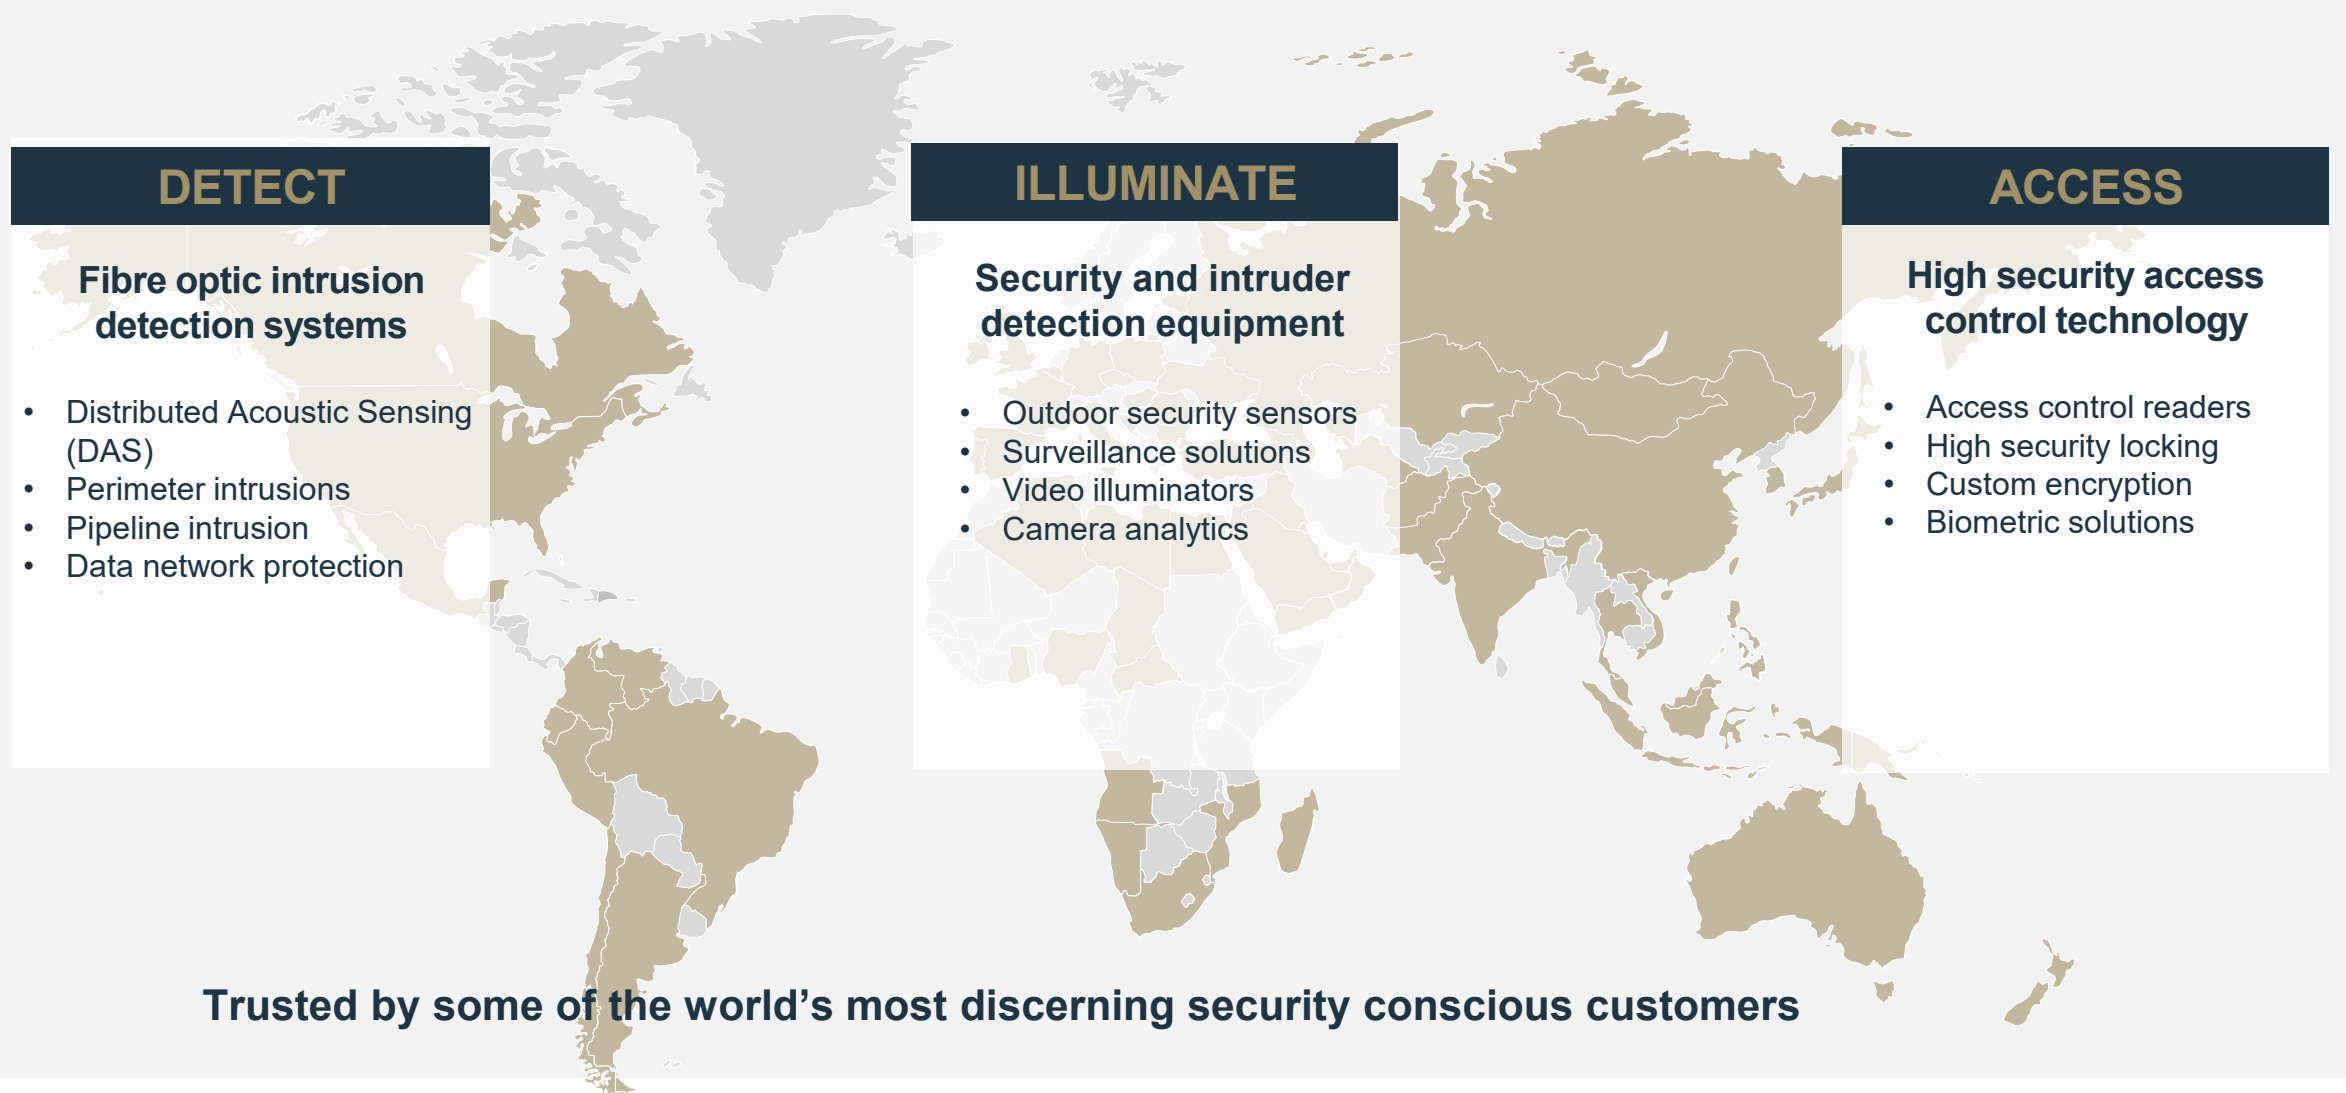 DETECT
Fibre optic intrusion
detection systems
• Distributed Acoustic Sensing
(DAS)
• Perimeter intrusions
• Pipeline intrusion
• Data network protection
ILLUMINATE
Security and intruder
detection equipment
• Outdoor security sensors
• Surveillance solutions
• Video illuminators
• Camera analytics
ACCESS
High security access
control technology
• Access control readers
• High security locking
• Custom encryption
• Biometric solutions
Trusted by some of the world’s most discerning security conscious customers